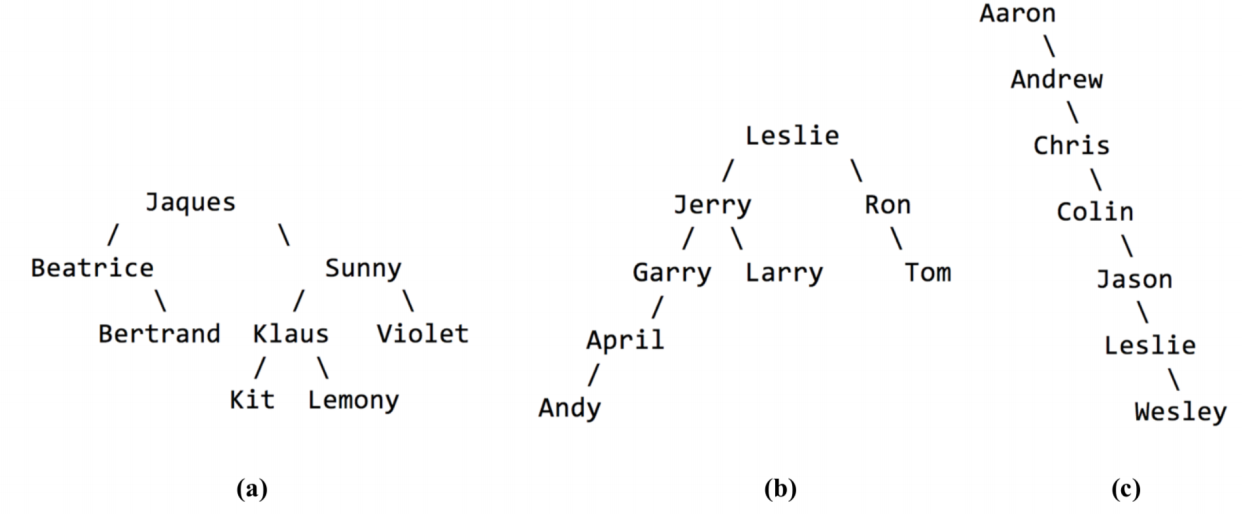 Aaron
\
Andrew
\
Leslie Chris
/ \ \
Jaques Jerry Ron Colin
/ \ / \ \ \
Beatrice Sunny Garry Larry Tom Jason
\ / \ / \
Bertrand Klaus Violet April Leslie
/ \ / \
Kit Lemony Andy Wesley
(a) (b) (c)